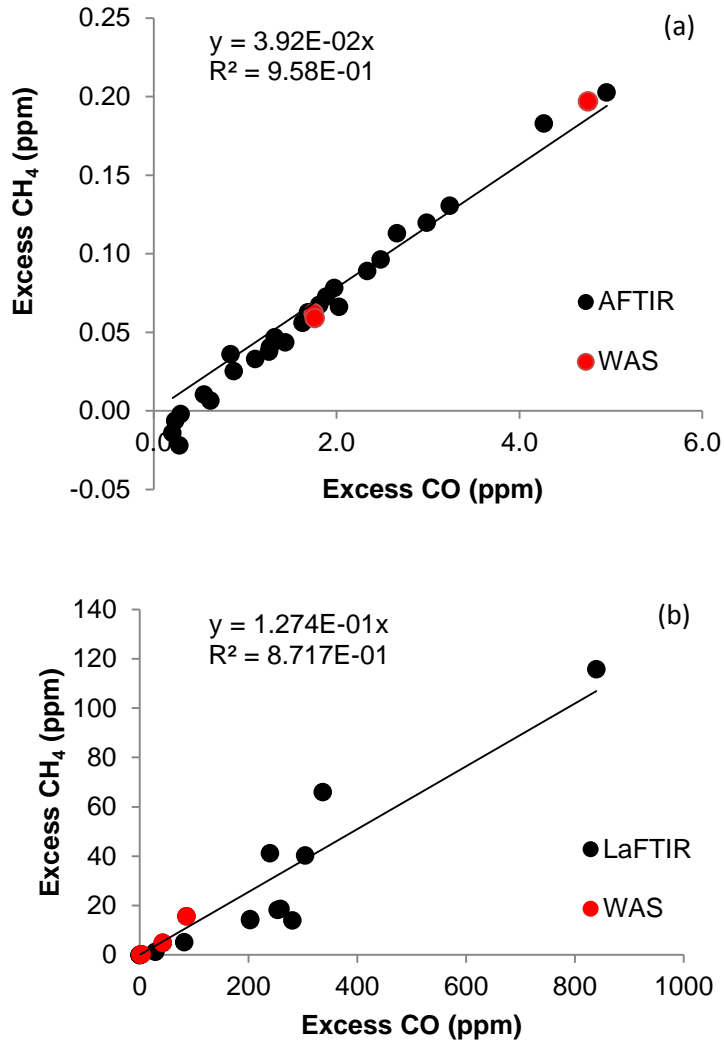 (a)
y = 3.92E-02x
R² = 9.58E-01
0.25
0.20
0.15
0.10
0.05
0.00
-0.05
Excess CH₄ (ppm)
AFTIR
WAS
0.0 2.0 4.0 6.0
Excess CO (ppm)
(b)
y = 1.274E-01x
R² = 8.717E-01
140
120
100
80
60
40
20
0
Excess CH₄ (ppm)
LaFTIR
WAS
0 200 400 600 800 1000
Excess CO (ppm)